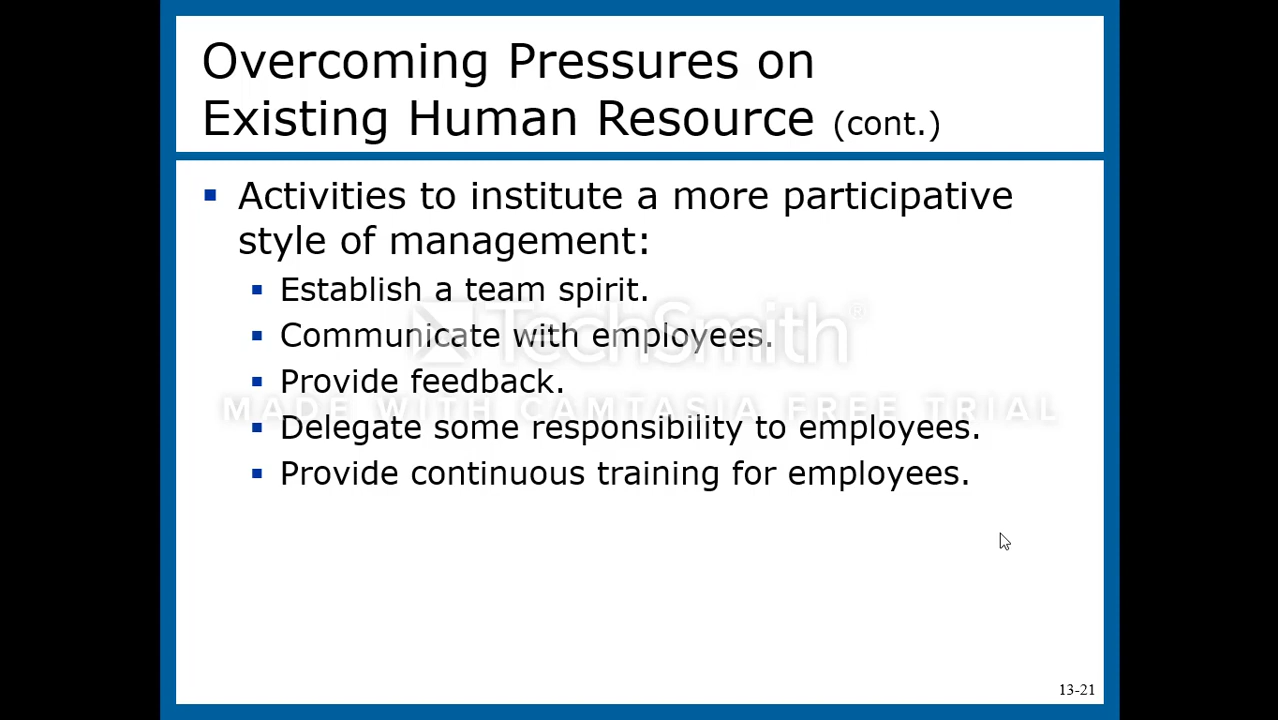 Overcoming Pressures on
Existing Human Resource (cont.)
Activities to institute a more participative
style of management:
Establish a team spirit.
Communicate with employees.
Provide feedback.
Delegate some responsibility to employees.
Provide continuous training for employees.
TechSmith®
MADE WITH CAMTASIA FREE TRIAL
13-21